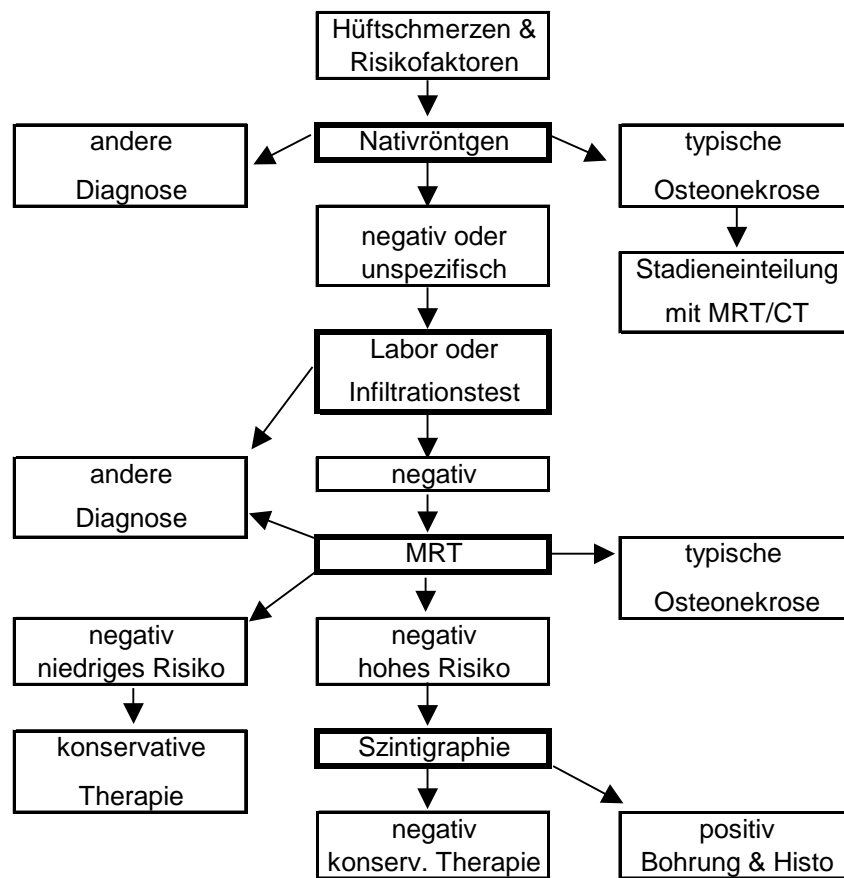 Hüftschmerzen &
Risikofaktoren
andere
Diagnose
Nativröntgen
typische
Osteonekrose
negativ oder
unspezifisch
Stadieneinteilung
mit MRT/CT
Labor oder
Infiltrationstest
andere
Diagnose
negativ
MRT
typische
Osteonekrose
negativ
niedriges Risiko
negativ
hohes Risiko
konservative
Therapie
Szintigraphie
negativ
konserv. Therapie
positiv
Bohrung & Histo